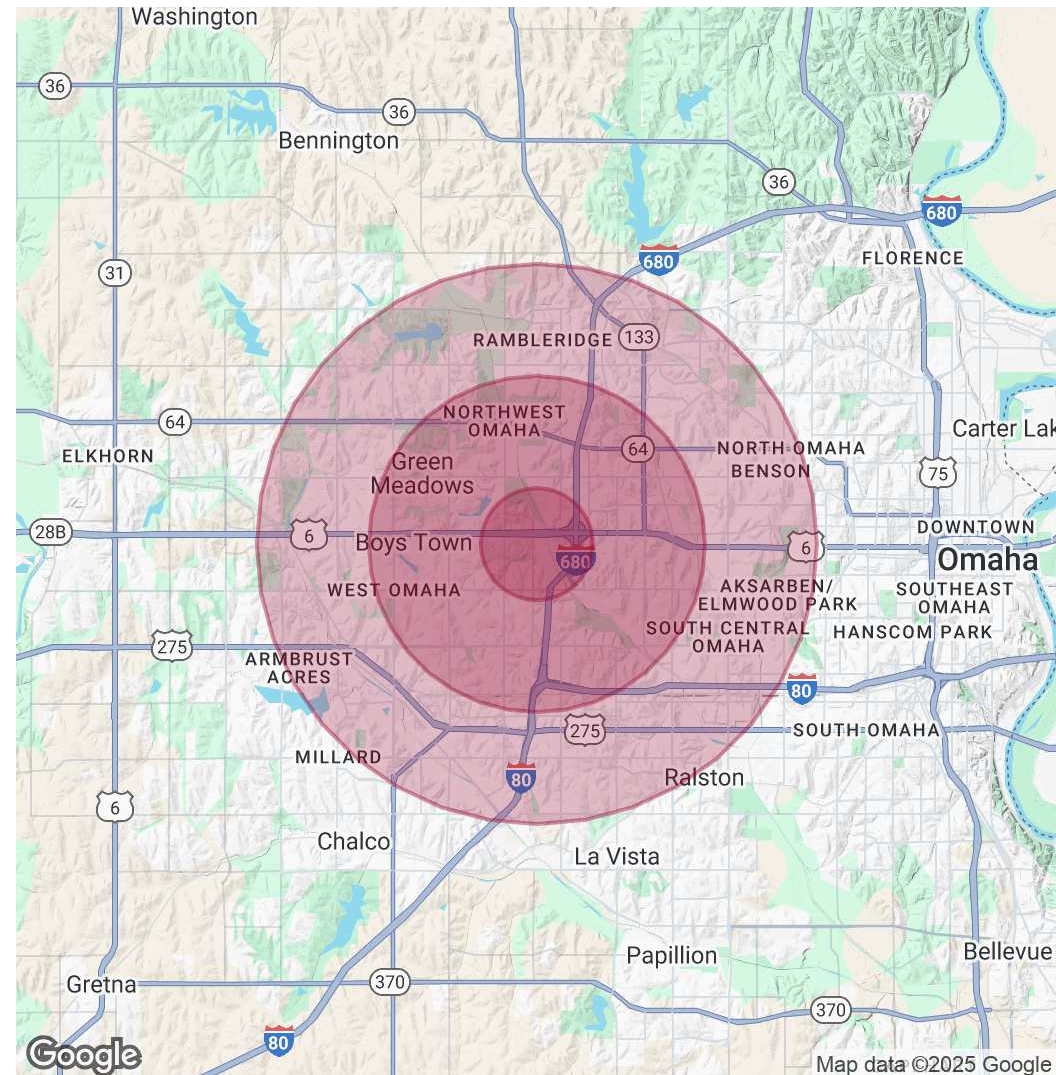 Washington
36
36
Bennington
36
680
31
680
FLORENCE
RAMBLERIDGE
133
64
NORTHWEST
OMAHA
Carter Lak
ELKHORN
64
NORTH OMAHA
BENSON
Green
Meadows
75
28B
6
Boys Town
DOWNTOWN
6
Omaha
680
WEST OMAHA
AKSARBEN/
ELMWOOD PARK
SOUTHEAST
OMAHA
SOUTH CENTRAL
OMAHA
HANSCOM PARK
275
ARMBRUST
ACRES
80
275
SOUTH OMAHA
MILLARD
80
Ralston
6
Chalco
La Vista
Papillion
Bellevue
Gretna
370
370
80
Google
Map data ©2025 Google